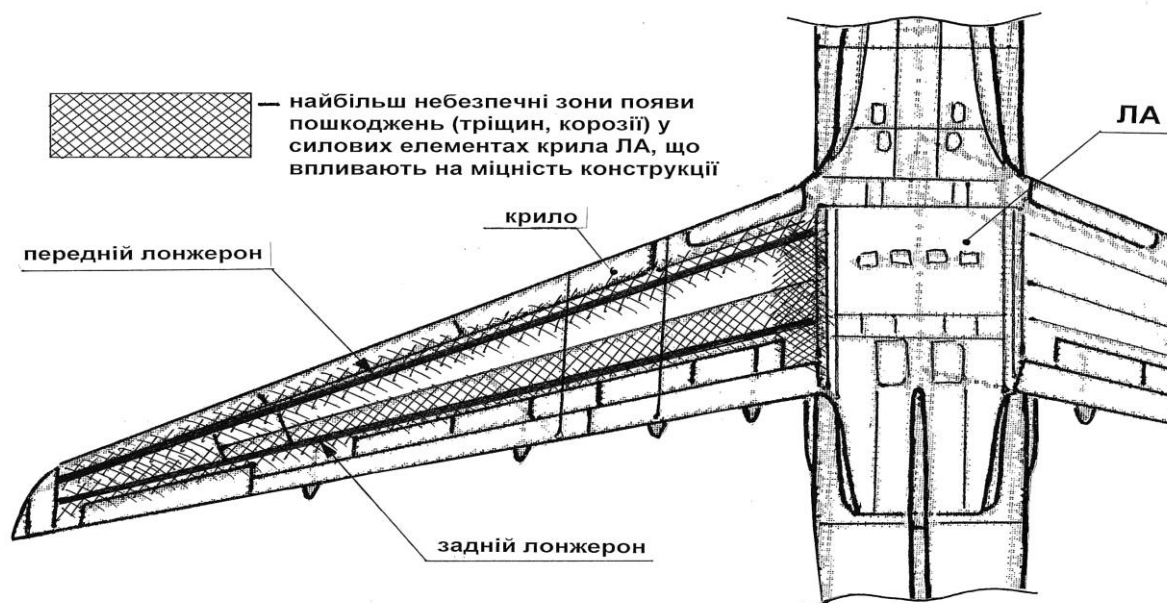 — найбільш небезпечні зони появи
пошкоджень (тріщин, корозії) у
силових елементах крила ЛА, що
впливають на міцність конструкції
ЛА
крило
передній лонжерон
задній лонжерон